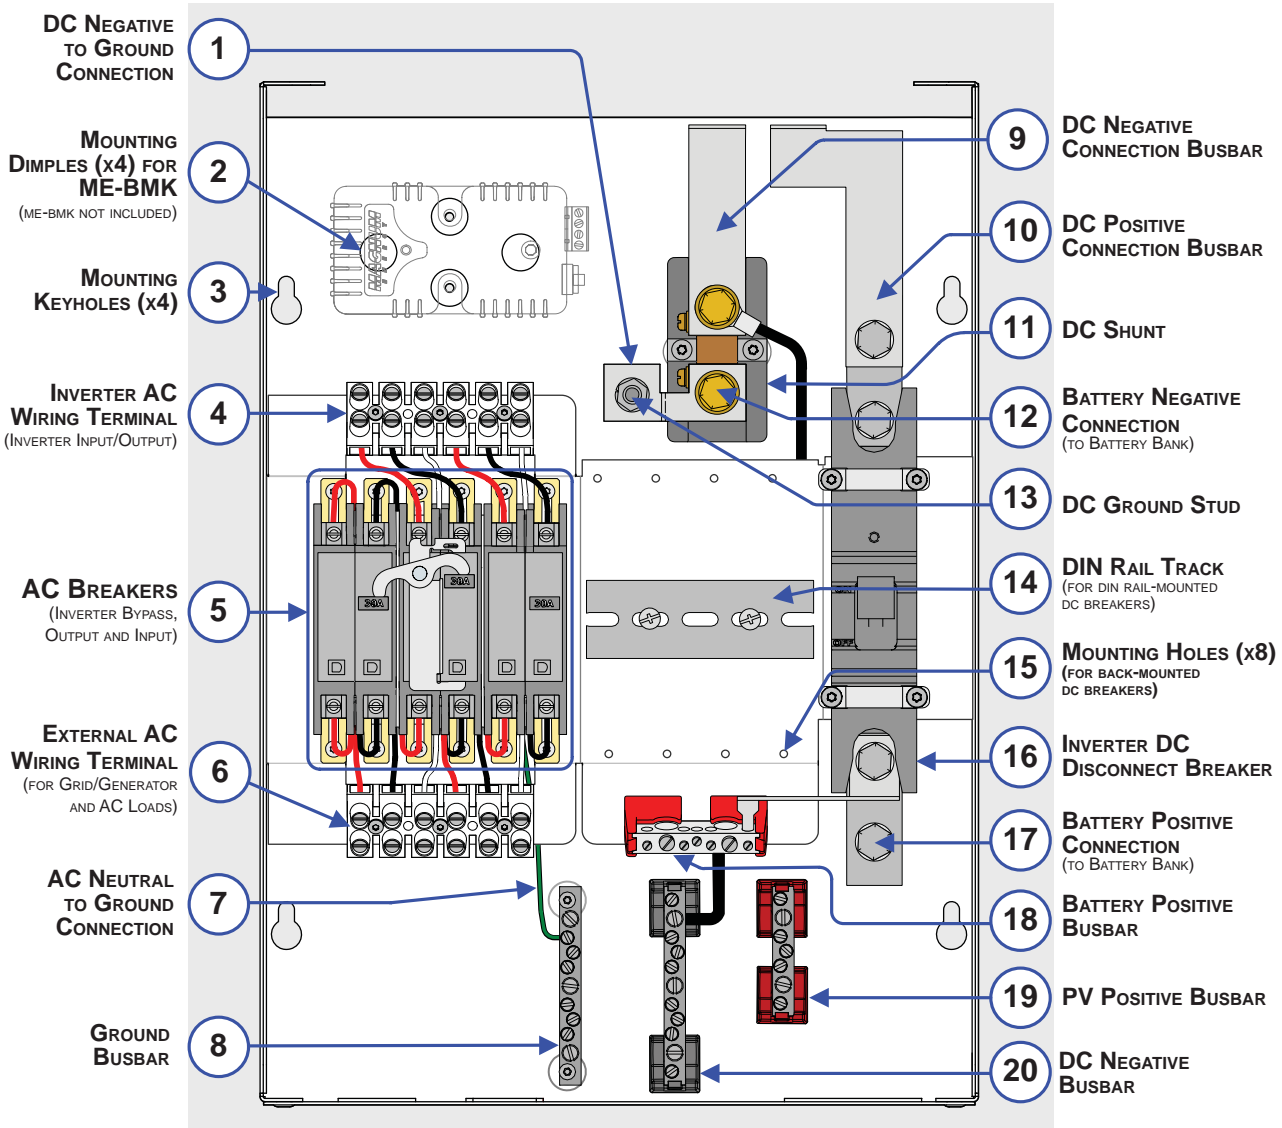 DC Negative
to Ground
Connection
1
Mounting
Dimples (x4) for
ME-BMK
(me-bmk not included)
2
Mounting
Keyholes (x4)
3
Inverter AC
Wiring Terminal
(Inverter Input/Output)
4
AC Breakers
(Inverter Bypass,
Output and Input)
5
External AC
Wiring Terminal
(for Grid/Generator
and AC Loads)
6
AC Neutral
to Ground
Connection
7
Ground
Busbar
8
MAGNUM
30A
30A
30A
OFF
9
DC Negative
Connection Busbar
10
DC Positive
Connection Busbar
11
DC Shunt
12
Battery Negative
Connection
(to Battery Bank)
13
DC Ground Stud
14
DIN Rail Track
(for din rail-mounted
dc breakers)
15
Mounting Holes (x8)
(for back-mounted
dc breakers)
16
Inverter DC
Disconnect Breaker
17
Battery Positive
Connection
(to Battery Bank)
18
Battery Positive
Busbar
19
PV Positive Busbar
20
DC Negative
Busbar